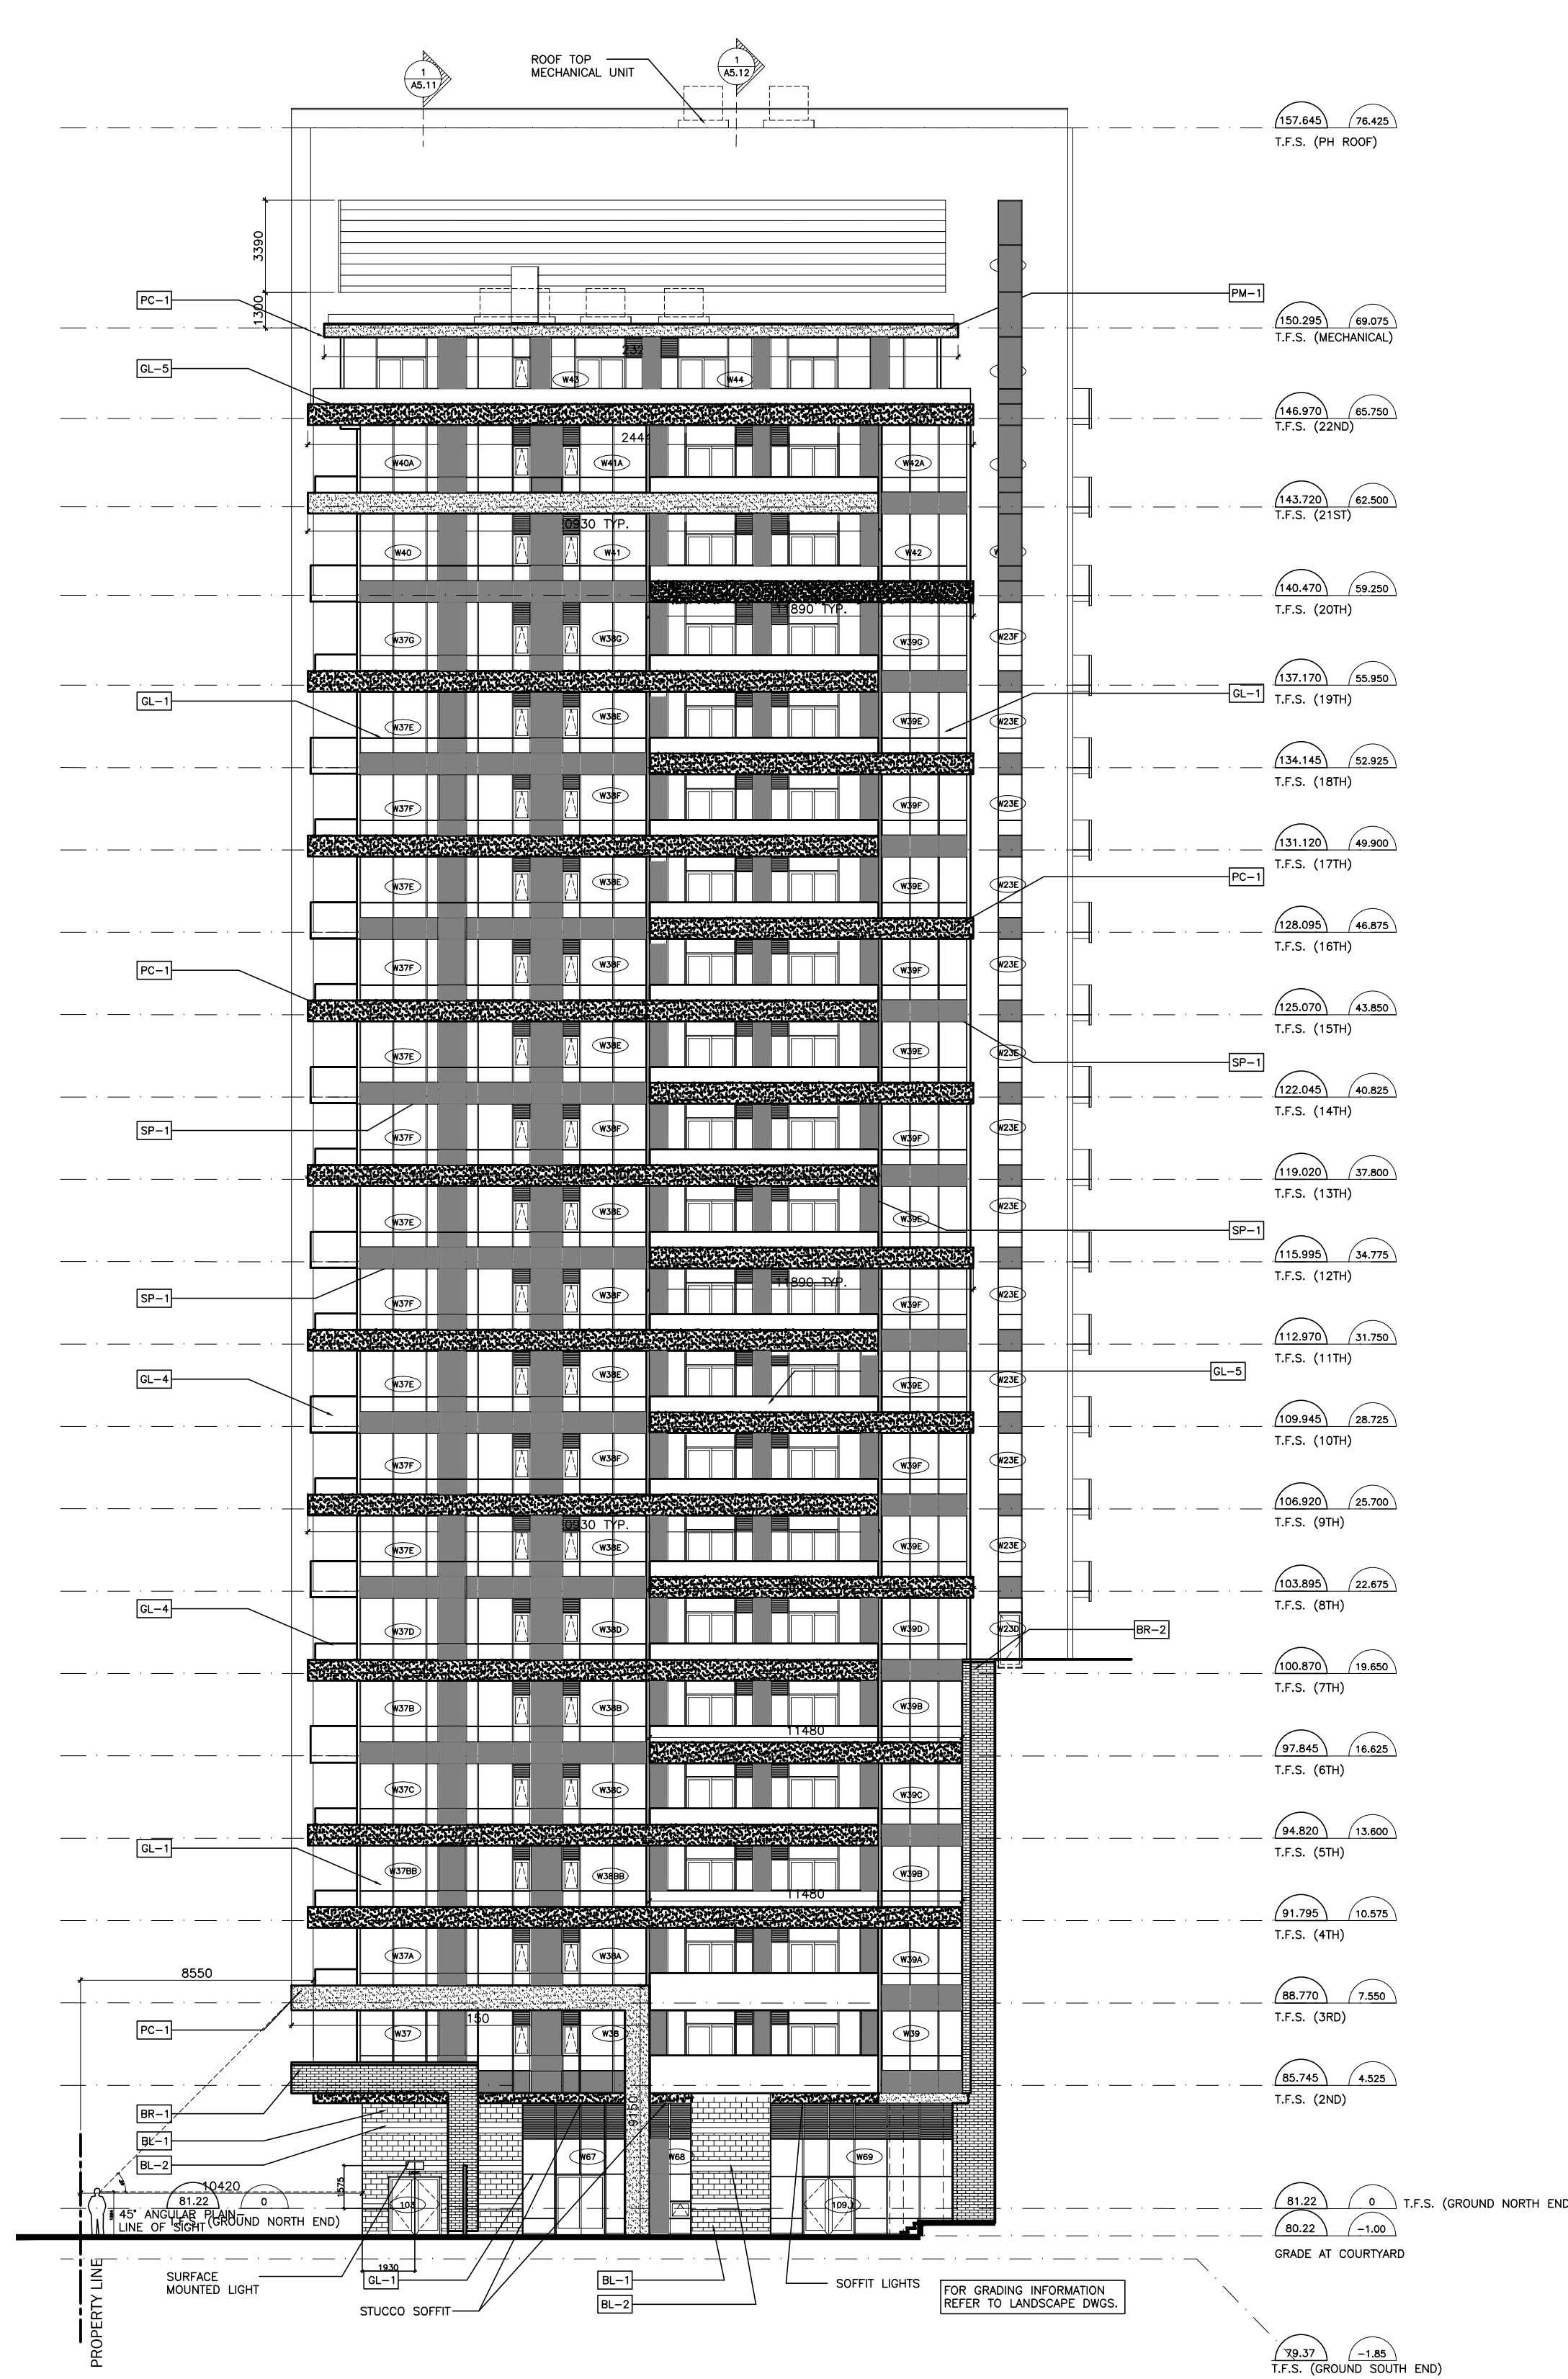 1
A5.11
ROOF TOP
MECHANICAL UNIT
1
A5.12
157.645 76.425
T.F.S. (PH ROOF)
3390
1300
PC-1
PM-1
150.295 69.075
T.F.S. (MECHANICAL)
GL-5
W43
W44
146.970 65.750
T.F.S. (22ND)
W40A
W41A
W42A
143.720 62.500
T.F.S. (21ST)
0930 TYP.
W40
W41
W42
140.470 59.250
T.F.S. (20TH)
11890 TYP.
W37G
W38G
W39G
W23F
137.170 55.950
T.F.S. (19TH)
GL-1
GL-1
W37E
W38E
W39E
W23E
134.145 52.925
T.F.S. (18TH)
W37F
W38F
W39F
W23E
131.120 49.900
T.F.S. (17TH)
PC-1
W37E
W38E
W39E
W23E
128.095 46.875
T.F.S. (16TH)
PC-1
W37F
W38F
W39F
W23E
125.070 43.850
T.F.S. (15TH)
W37E
W38E
W39E
W23E
SP-1
122.045 40.825
T.F.S. (14TH)
SP-1
W37F
W38F
W39F
W23E
119.020 37.800
T.F.S. (13TH)
W37E
W38E
W39E
W23E
SP-1
115.995 34.775
T.F.S. (12TH)
11890 TYP.
SP-1
W37F
W38F
W39F
W23E
112.970 31.750
T.F.S. (11TH)
GL-4
W37E
W38E
W39E
W23E
GL-5
109.945 28.725
T.F.S. (10TH)
W37F
W38F
W39F
W23E
106.920 25.700
T.F.S. (9TH)
0930 TYP.
W37E
W38E
W39E
W23E
103.895 22.675
T.F.S. (8TH)
GL-4
W37D
W38D
W39D
W23D
BR-2
100.870 19.650
T.F.S. (7TH)
W37B
W38B
W39B
11480
97.845 16.625
T.F.S. (6TH)
W37C
W38C
W39C
94.820 13.600
T.F.S. (5TH)
GL-1
W37BB
W38BB
W39B
11480
91.795 10.575
T.F.S. (4TH)
W37A
W38A
W39A
8550
88.770 7.550
T.F.S. (3RD)
PC-1
150
W37
W38
W39
85.745 4.525
T.F.S. (2ND)
BR-1
BL-1
BL-2
9150
W67
W68
W69
1575
10420
103
109.
81.22 0
T.F.S. (GROUND NORTH END)
45° ANGULAR PLAIN-
LINE OF SIGHT
81.22 0 T.F.S. (GROUND NORTH END
80.22 -1.00
GRADE AT COURTYARD
PROPERTY LINE
1930
SURFACE
MOUNTED LIGHT
GL-1
STUCCO SOFFIT
BL-1
BL-2
SOFFIT LIGHTS
FOR GRADING INFORMATION
REFER TO LANDSCAPE DWGS.
79.37 -1.85
T.F.S. (GROUND SOUTH END)